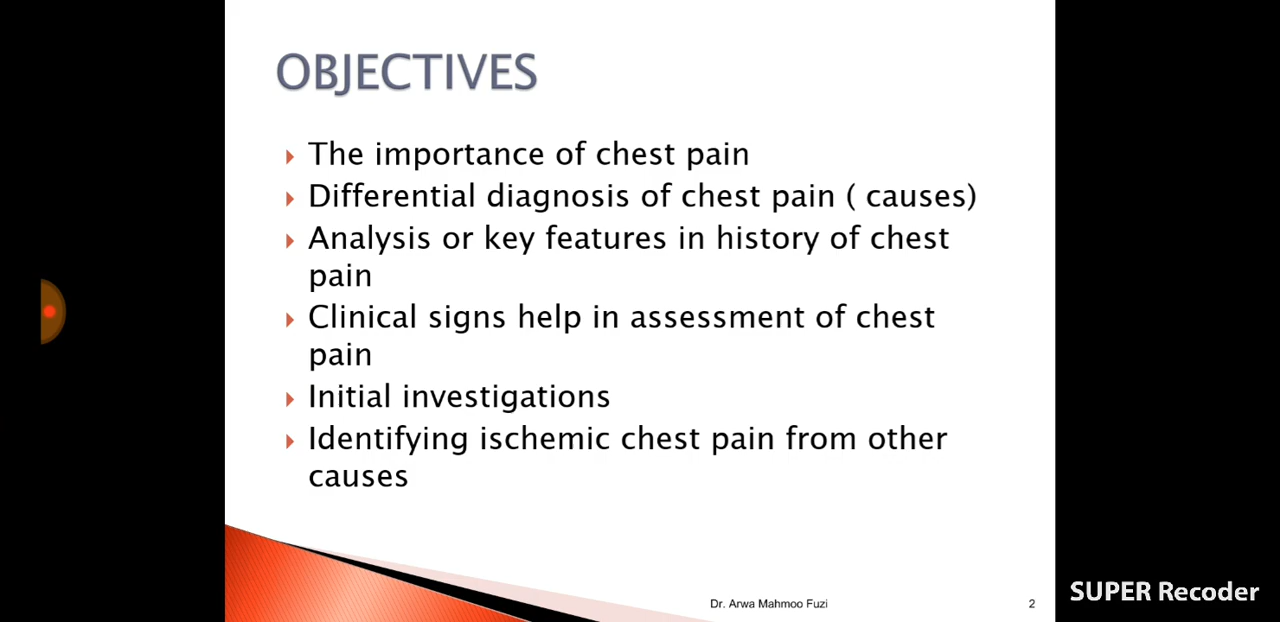 OBJECTIVES
The importance of chest pain
Differential diagnosis of chest pain ( causes)
Analysis or key features in history of chest
pain
Clinical signs help in assessment of chest
pain
Initial investigations
Identifying ischemic chest pain from other
causes
Dr. Arwa Mahmoo Fuzi
2
SUPER Recoder